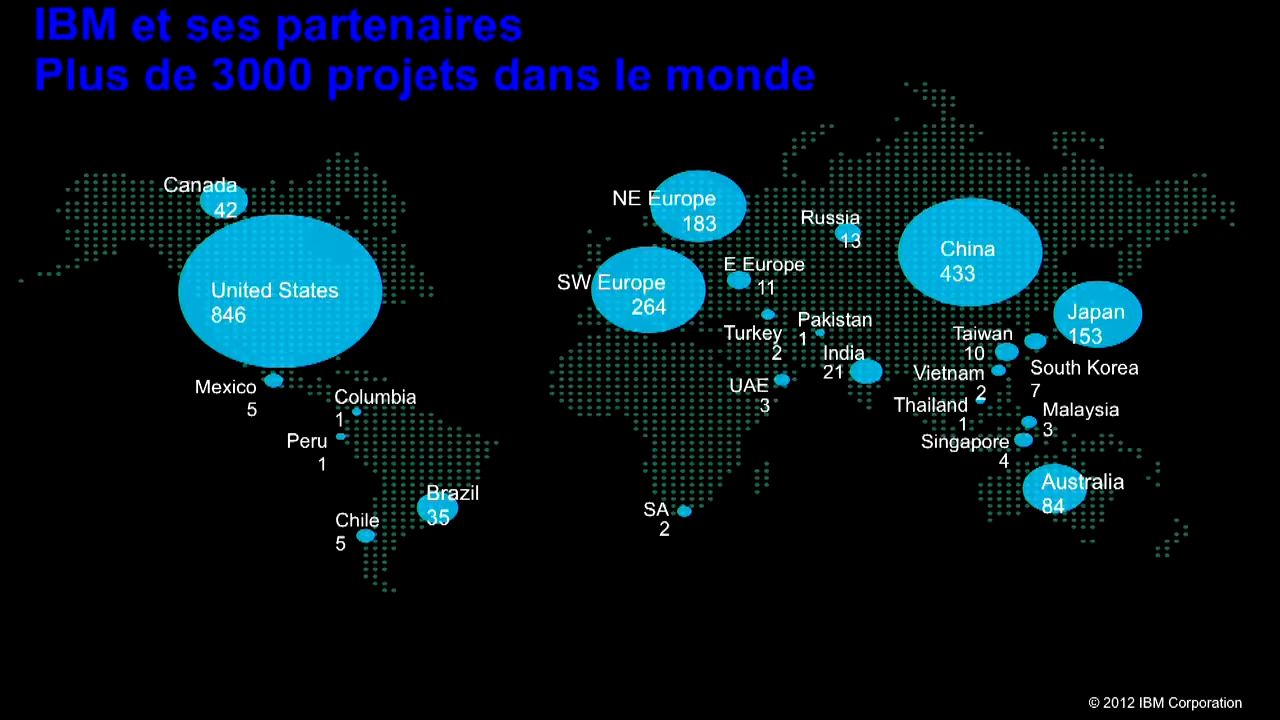 IBM et ses partenaires
Plus de 3000 projets dans le monde
Canada
42
United States
846
Mexico
5
Columbia
1
Peru
1
Brazil
35
Chile
5
NE Europe
183
SW Europe
264
E Europe
11
Russia
13
Turkey
2
Pakistan
1
India
21
UAE
3
SA
2
China
433
Japan
153
Taiwan
10
South Korea
7
Vietnam
2
Thailand
1
Malaysia
3
Singapore
4
Australia
84
© 2012 IBM Corporation